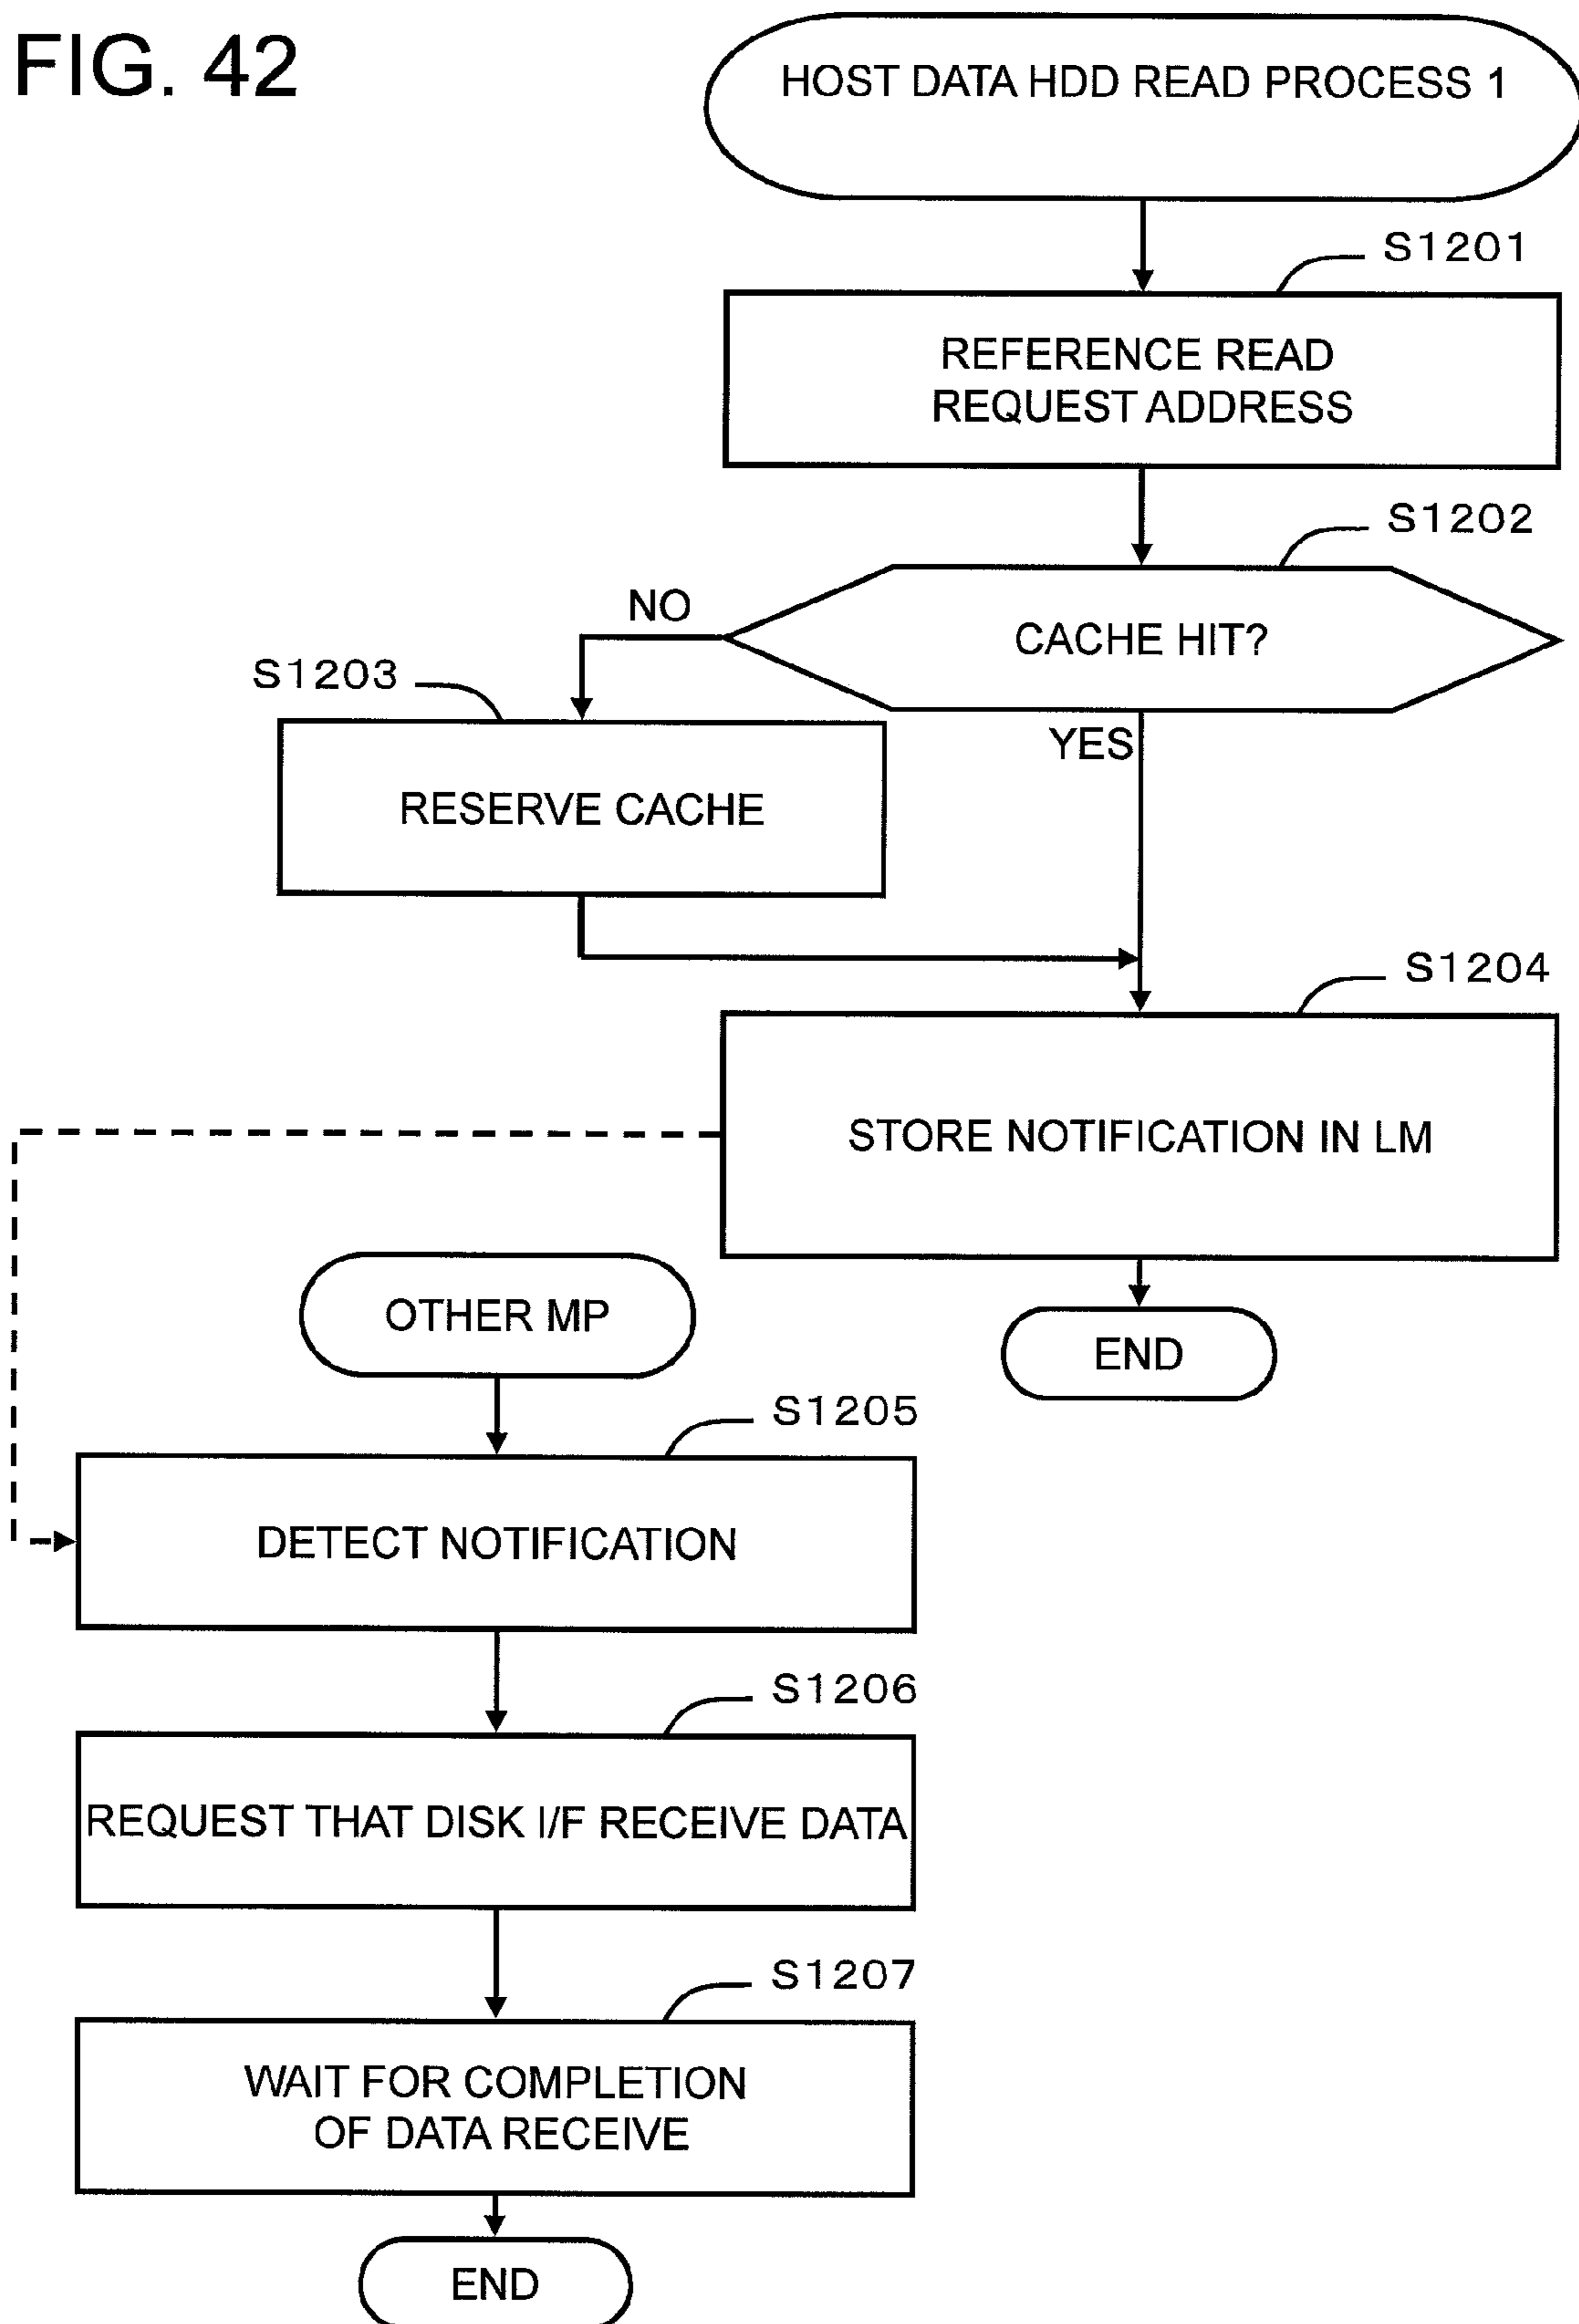 FIG. 42
HOST DATA HDD READ PROCESS 1
S1201
REFERENCE READ
REQUEST ADDRESS
S1202
CACHE HIT?
NO
YES
S1203
RESERVE CACHE
S1204
STORE NOTIFICATION IN LM
END
OTHER MP
S1205
DETECT NOTIFICATION
S1206
REQUEST THAT DISK I/F RECEIVE DATA
S1207
WAIT FOR COMPLETION
OF DATA RECEIVE
END